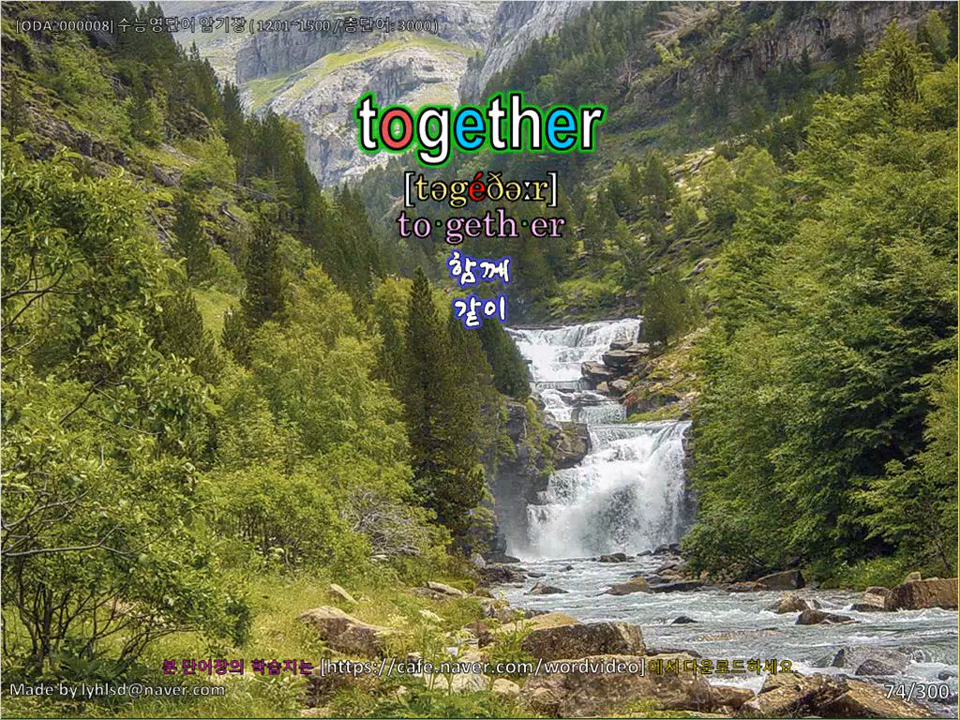 [ODA-000008] 수능영단어 암기장 ( 1201~1500 / 총단어: 3000 )
together
[təgéðəːr]
to·geth·er
함께
같이
본 단어장의 학습지는 [https://cafe.naver.com/wordvideo]에서 다운로드하세요.
Made by lyhlsd@naver.com
74/300